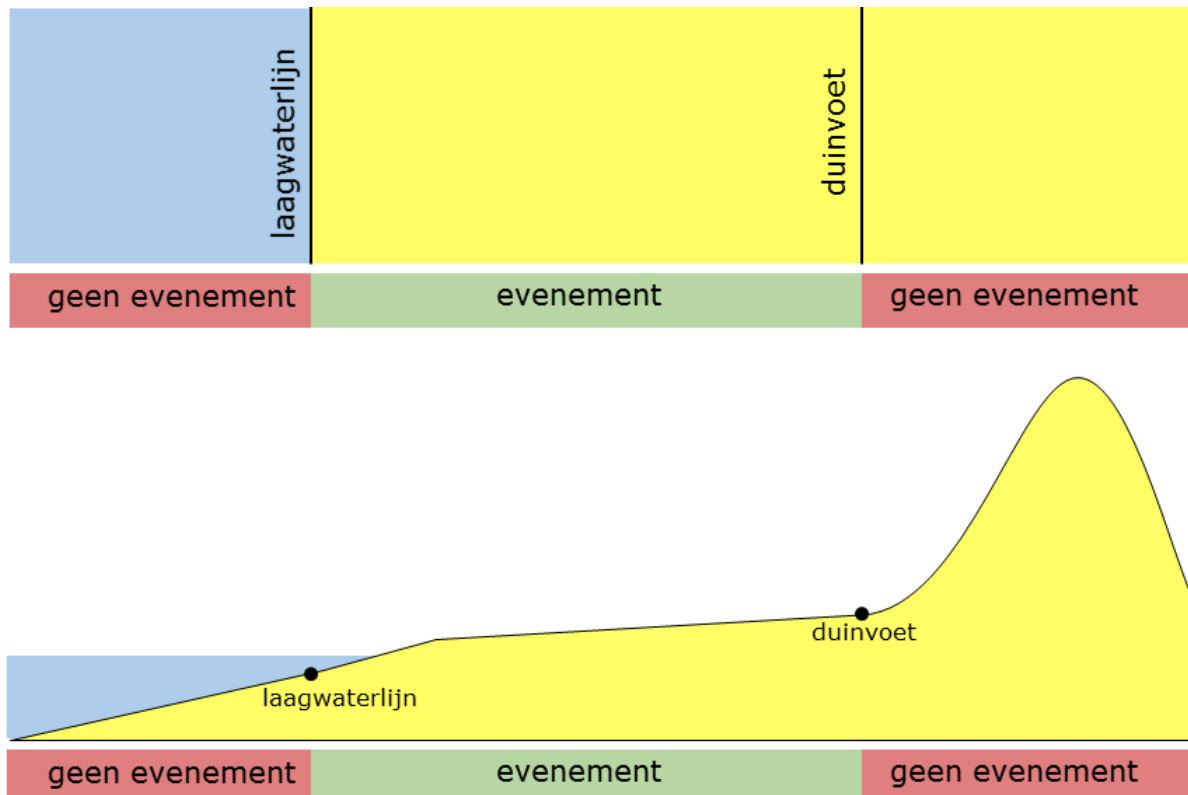 laagwaterlijn
duinvoet
geen evenement
evenement
geen evenement
duinvoet
laagwaterlijn
geen evenement
evenement
geen evenement